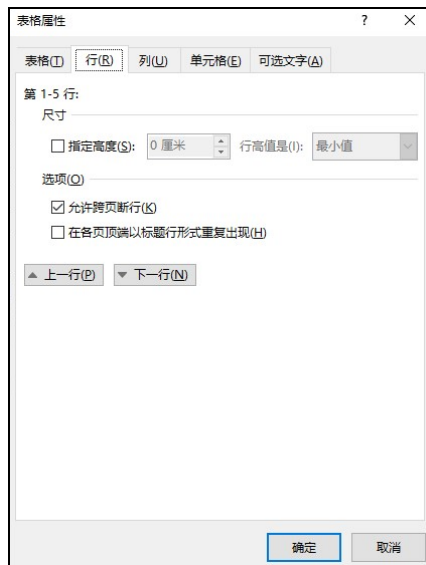 表格属性 ? ×
表格(T) 行(R) 列(U) 单元格(E) 可选文字(A)
第 1-5 行:
尺寸
指定高度(S): 0 厘米 行高值是(I): 最小值
选项(O)
允许跨页断行(K)
在各页顶端以标题行形式重复出现(H)
上一行(P) 下一行(N)
确定 取消